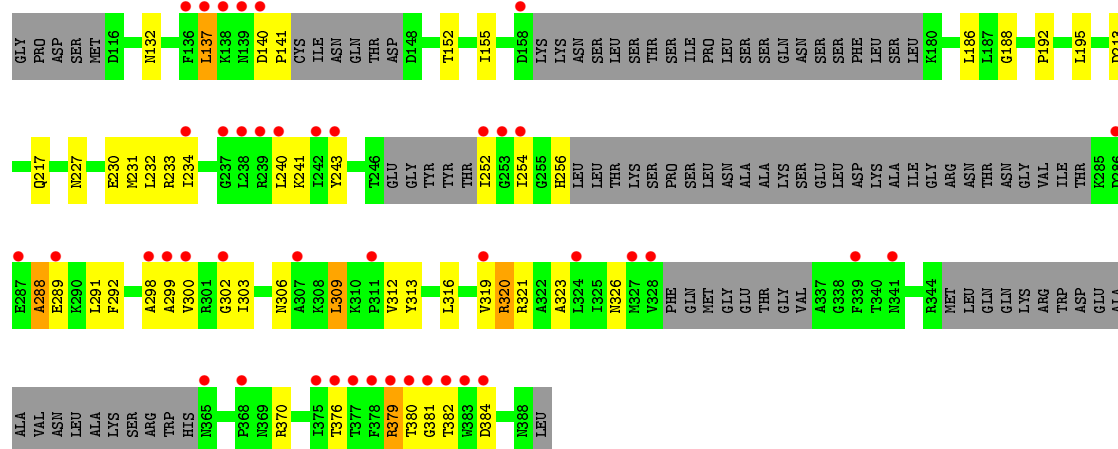 GLY PRO ASP SER MET D116 N132 F136 L137 K138 N139 D140 P141 CYS ILE ASN GLN THR ASP D148 T152 I155 D158 LYS LYS ASN SER LEU SER THR SER ILE PRO LEU SER SER GLN ASN SER SER PHE LEU SER LEU K180 L186 L187 G188 P192 L195 D213
Q217 N227 E230 M231 L232 R233 I234 G237 L238 R239 L240 K241 I242 Y243 T246 GLU GLY TYR TYR THR I252 G253 I254 G255 H256 LEU LEU THR LYS SER PRO SER LEU ASN ALA ALA LYS SER GLU LEU ASP LYS ALA ILE GLY ARG ASN THR ASN GLY VAL ILE THR K285 D286
E287 A288 E289 K290 L291 F292 A298 A299 V300 R301 G302 I303 N306 A307 K308 L309 K310 P311 V312 Y313 L316 V319 R320 R321 A322 A323 L324 I325 N326 M327 V328 PHE GLN MET GLY GLU THR GLY VAL A337 G338 F339 T340 N341 R344 MET LEU GLN GLN LYS ARG TRP ASP GLU ALA
ALA VAL ASN LEU ALA LYS SER ARG TRP HIS N365 P368 N369 R370 I375 T376 T377 F378 R379 T380 G381 T382 W383 D384 N388 LEU